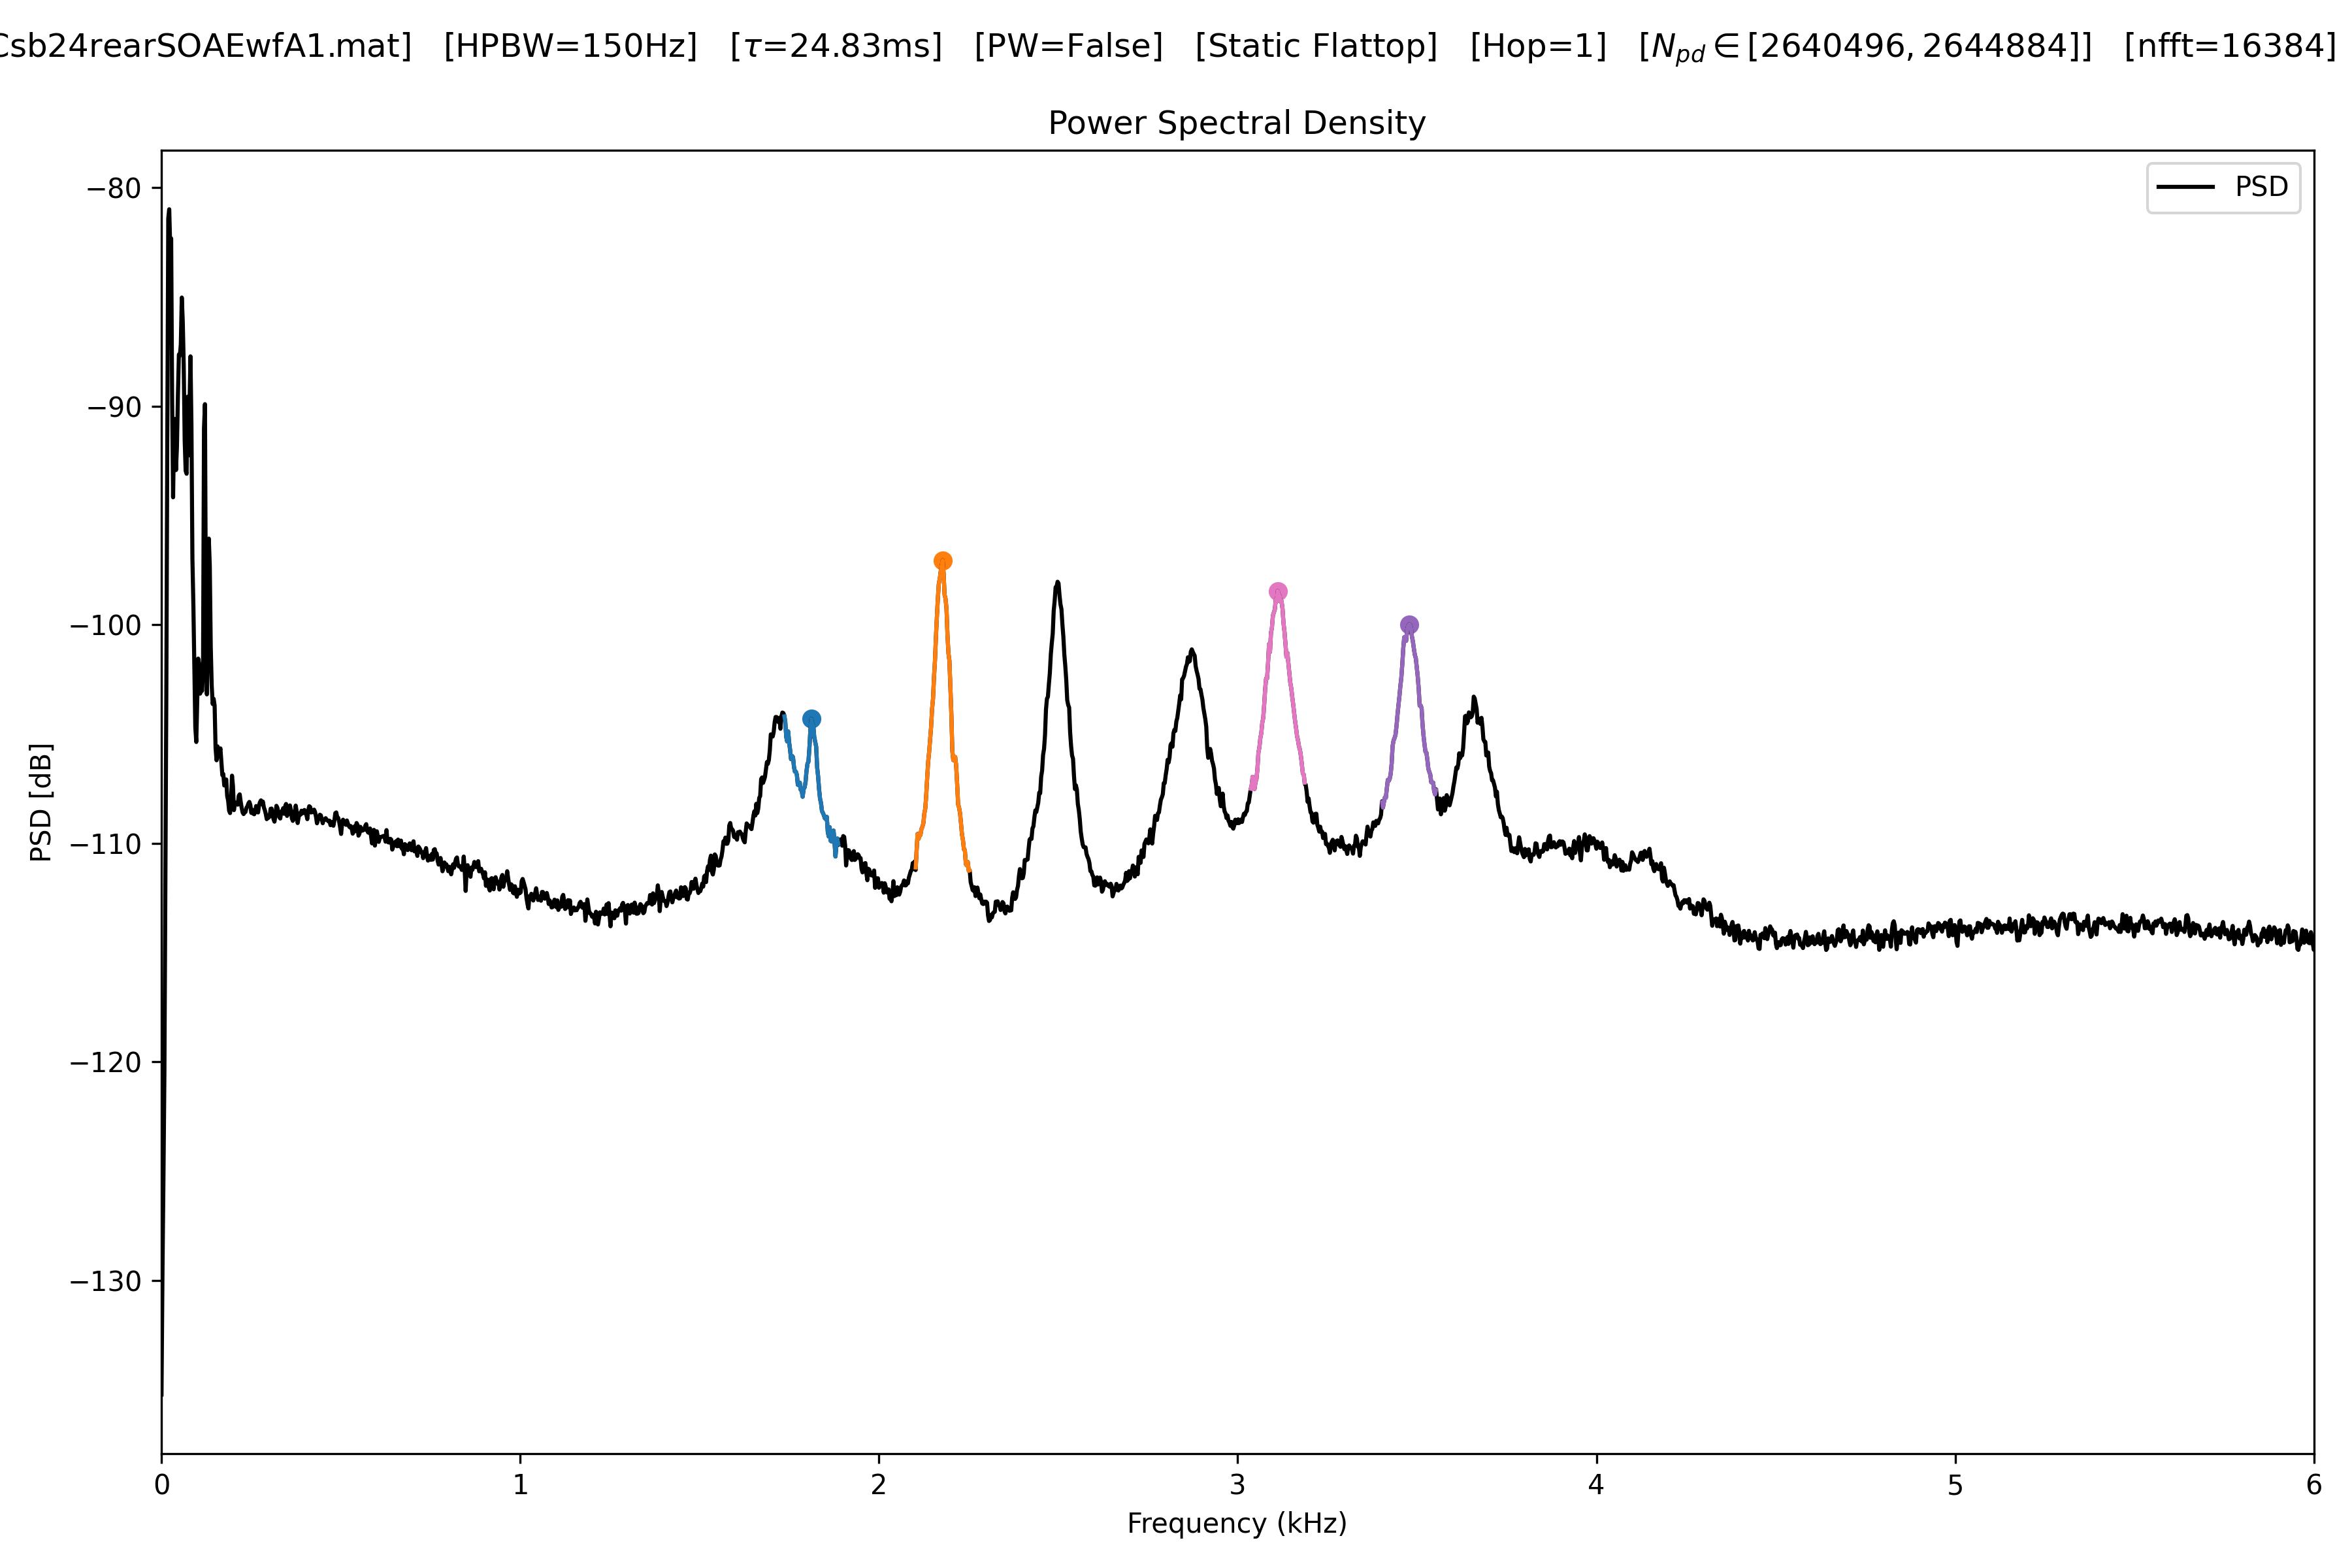 Csb24rearSOAEwfA1.mat] [HPBW=150Hz] [τ=24.83ms] [PW=False] [Static Flattop] [Hop=1] [N_pd ∈ [2640496, 2644884]] [nfft=16384]
Power Spectral Density
PSD
−80
−90
−100
−110
−120
−130
PSD [dB]
0 1 2 3 4 5 6
Frequency (kHz)